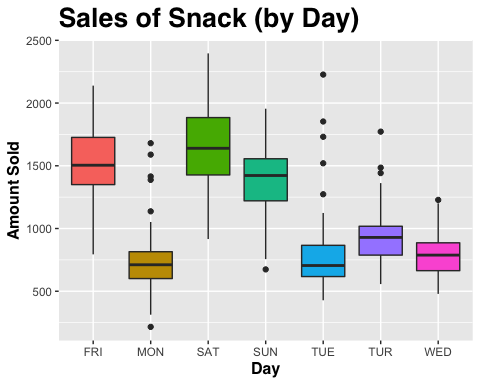 Sales of Snack (by Day)
2500
2000
1500
1000
500
Amount Sold
FRI MON SAT SUN TUE TUR WED
Day